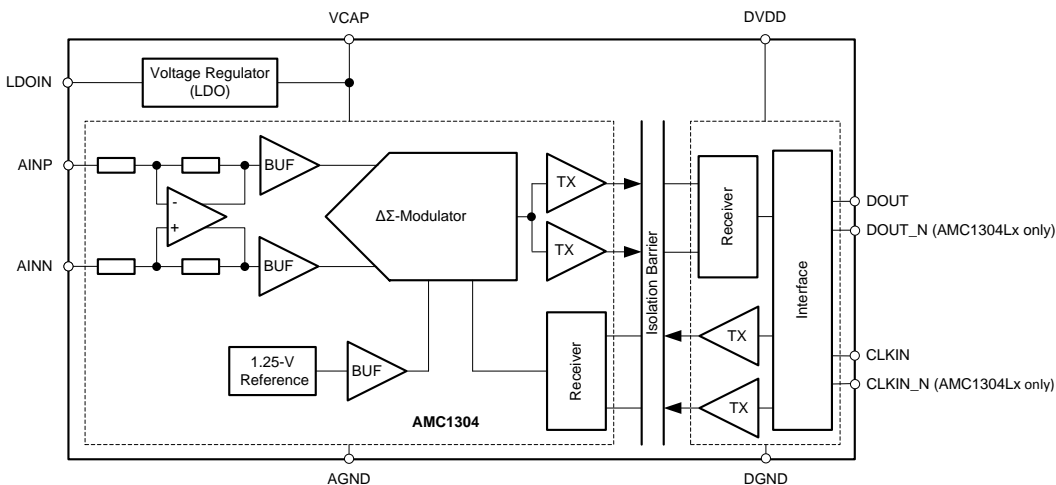 VCAP
DVDD
LDOIN
Voltage Regulator
(LDO)
AINP
BUF
TX
-
+
ΔΣ-Modulator
TX
AINN
BUF
Receiver
Isolation Barrier
Interface
DOUT
DOUT_N (AMC1304Lx only)
1.25-V
Reference
BUF
Receiver
TX
TX
CLKIN
CLKIN_N (AMC1304Lx only)
AMC1304
AGND
DGND